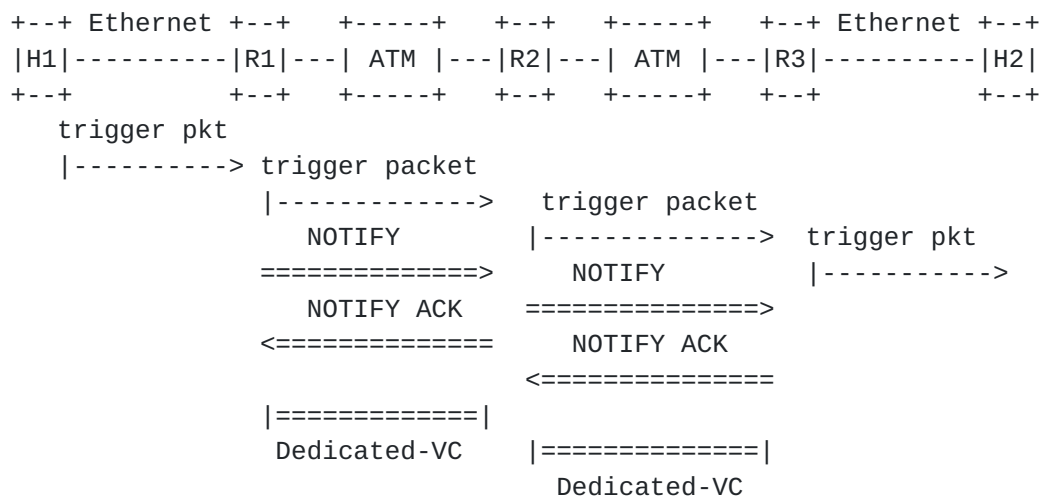 +--+ Ethernet +--+   +-----+   +--+   +-----+   +--+ Ethernet +--+
|H1|----------|R1|---| ATM |---|R2|---| ATM |---|R3|----------|H2|
+--+          +--+   +-----+   +--+   +-----+   +--+          +--+
   trigger pkt
   |----------> trigger packet
                |------------->   trigger packet
                   NOTIFY        |-------------->  trigger pkt
                ==============>     NOTIFY         |----------->
                   NOTIFY ACK    ===============>
                <==============     NOTIFY ACK
                                 <===============
                |=============|
                 Dedicated-VC    |==============|
                                   Dedicated-VC